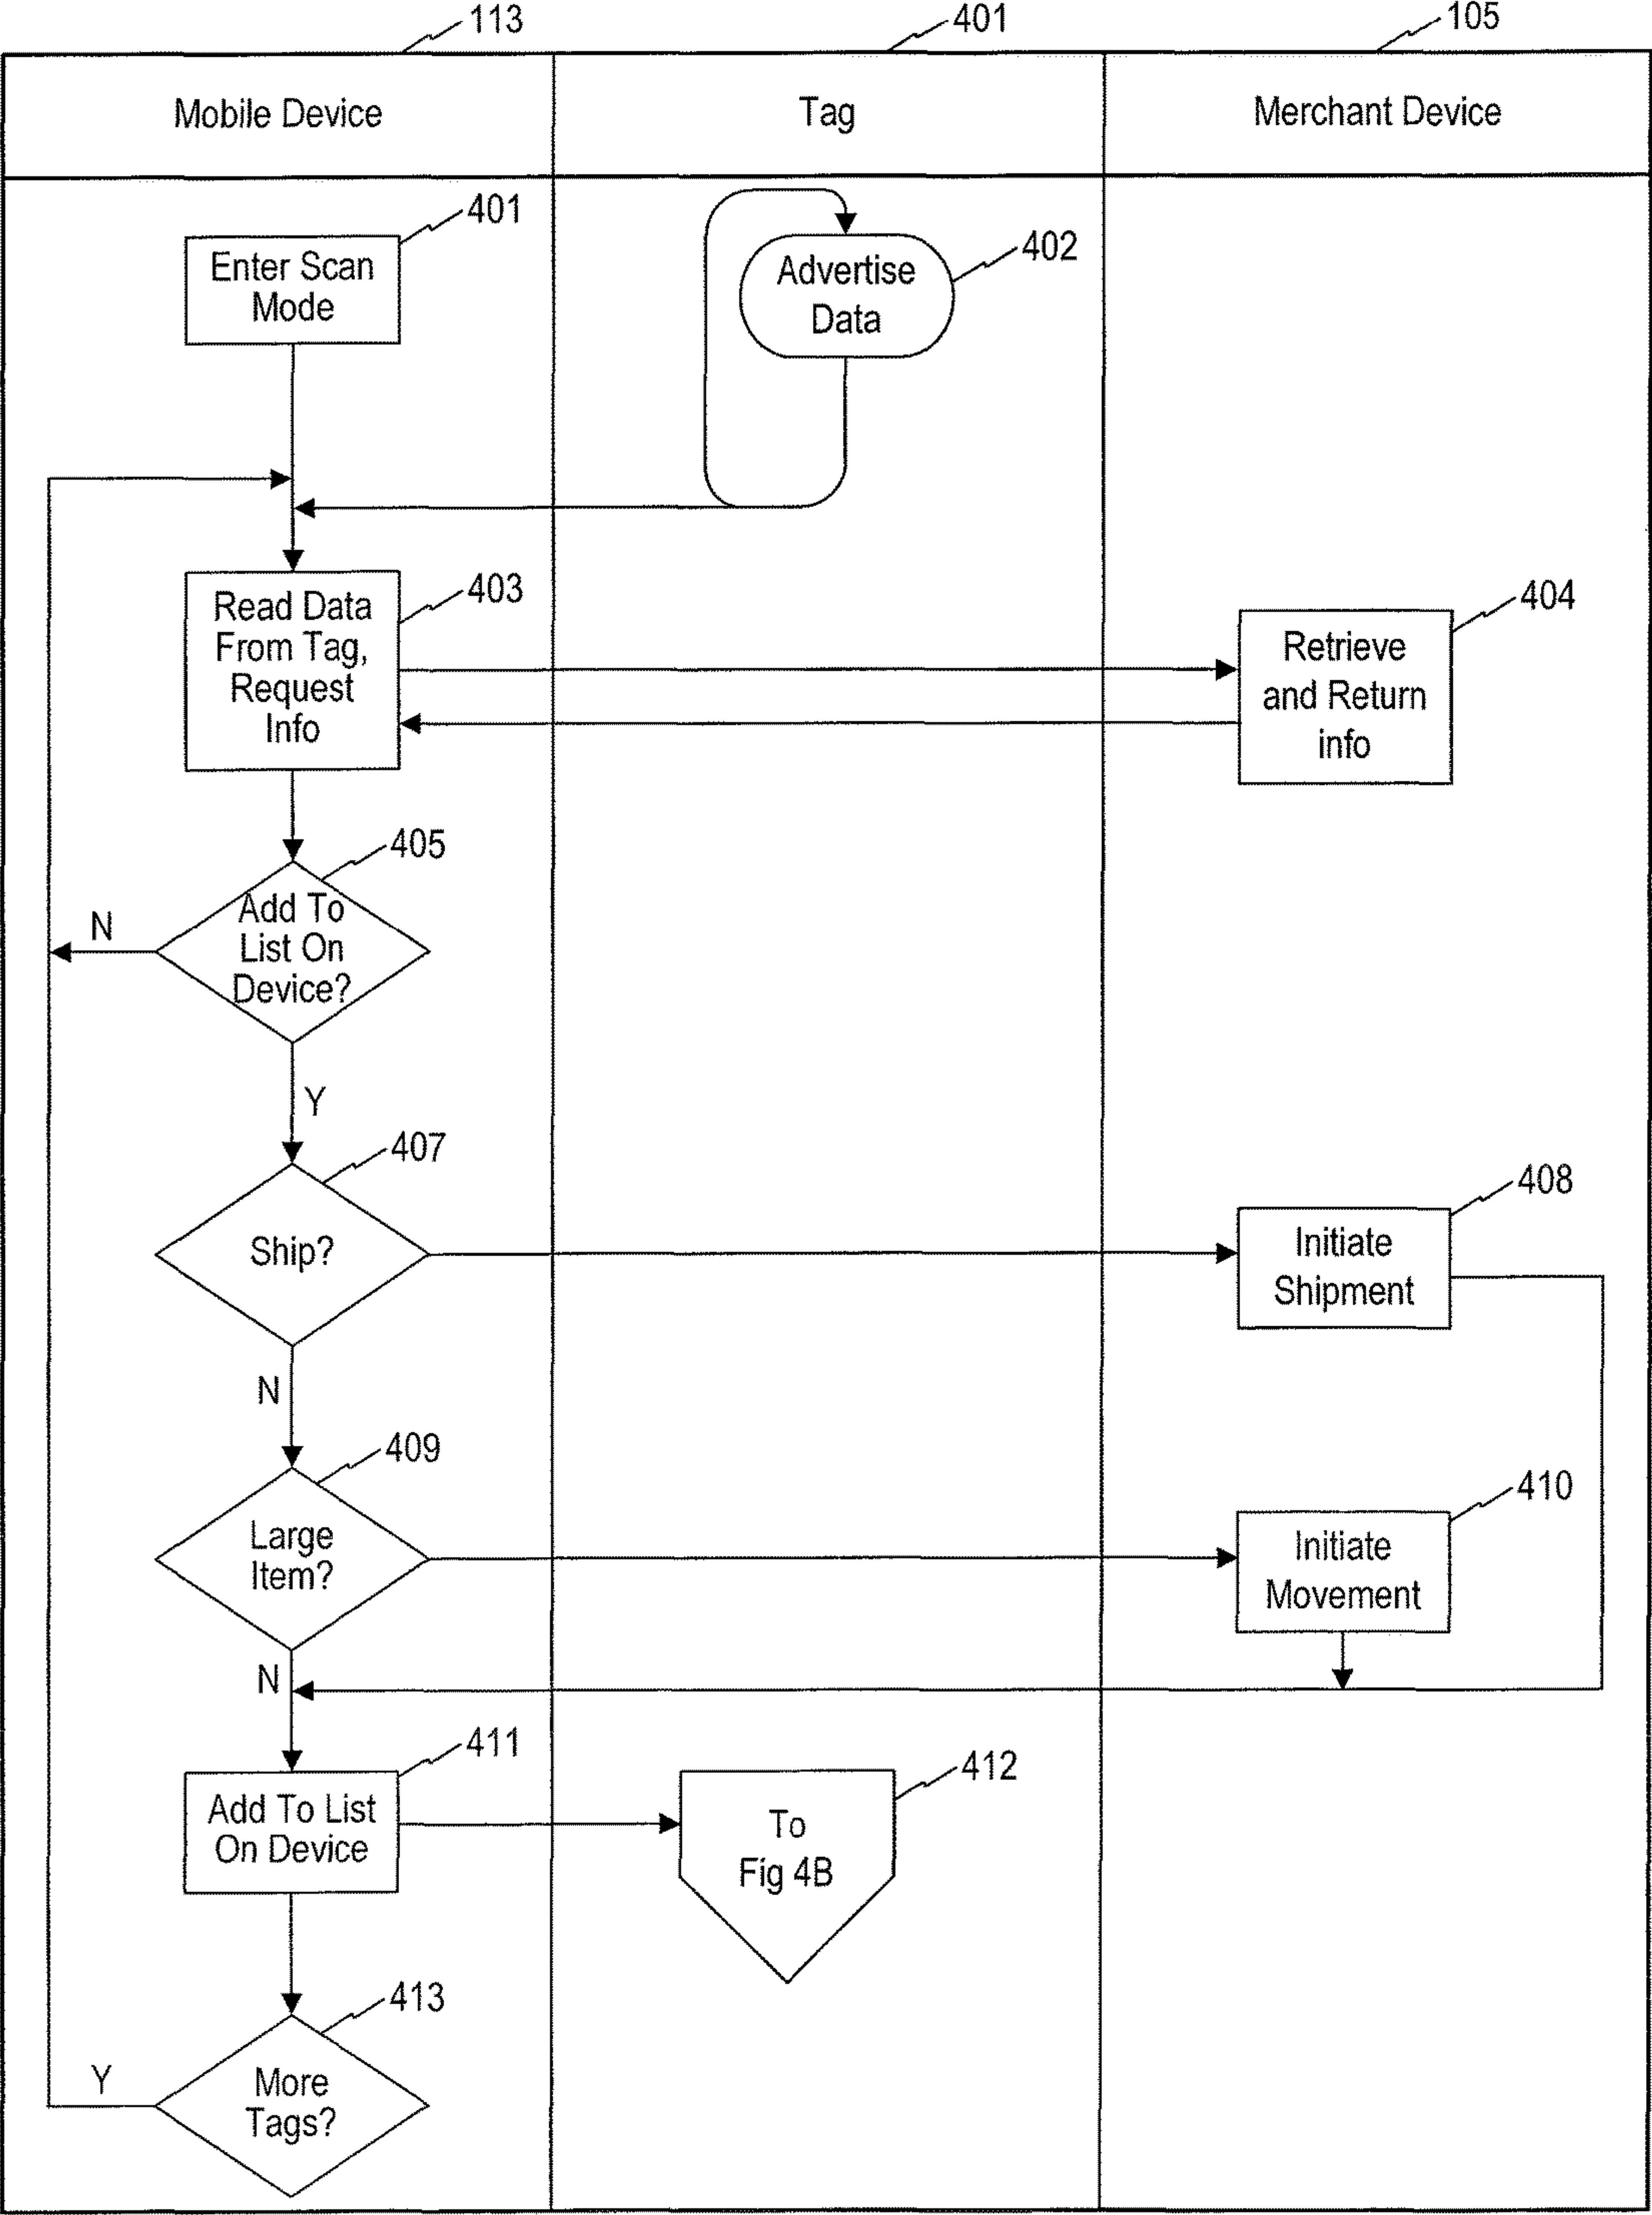 113
401
105
Mobile Device
Tag
Merchant Device
401
Enter Scan
Mode
402
Advertise
Data
403
Read Data
From Tag,
Request
Info
404
Retrieve
and Return
info
405
Add To
List On
Device?
N
Y
407
Ship?
408
Initiate
Shipment
N
409
Large
Item?
410
Initiate
Movement
N
411
Add To List
On Device
412
To
Fig 4B
413
More
Tags?
Y